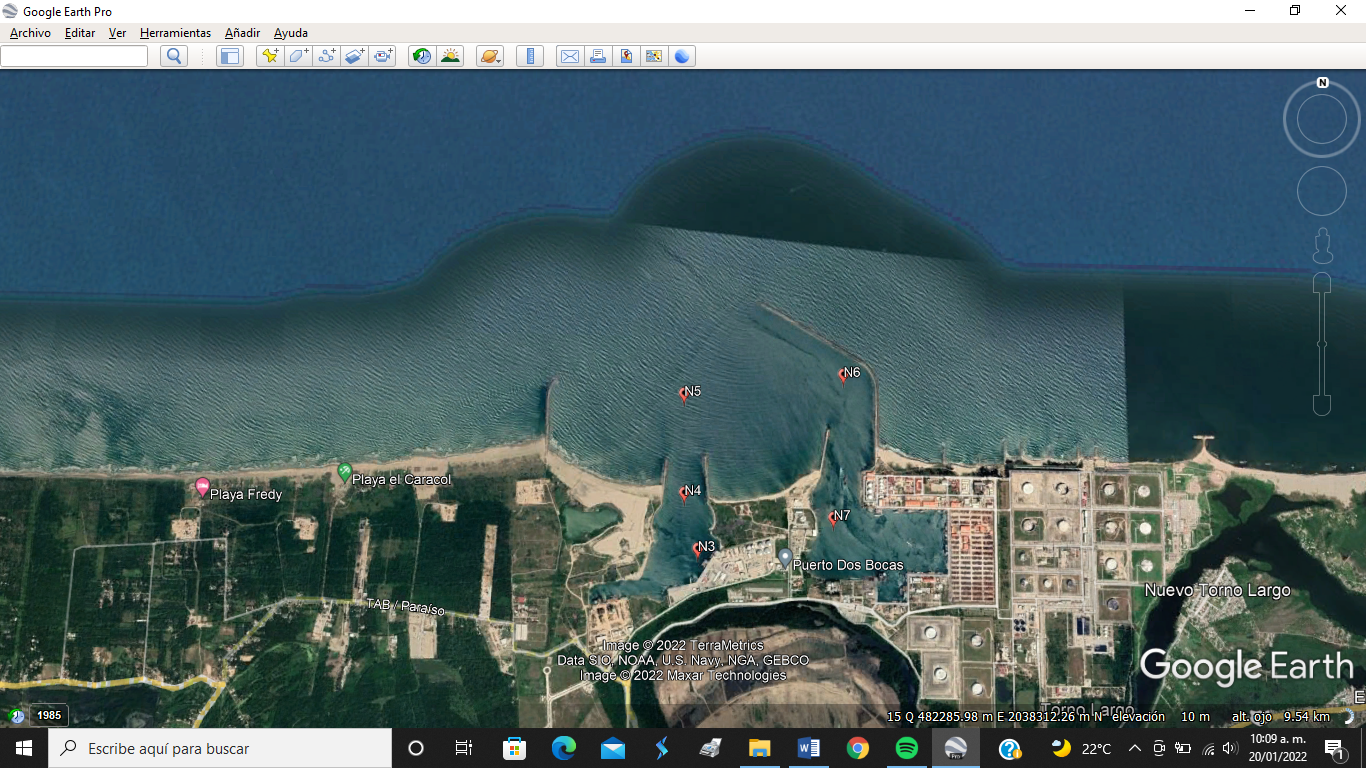 Google Earth Pro
Archivo Editar Ver Herramientas Añadir Ayuda
N
N6
N5
Playa el Caracol
Playa Fredy
N4
N7
N3
Puerto Dos Bocas
Nuevo Torno Largo
TAB / Paraíso
Image © 2022 TerraMetrics
Data SIO, NOAA, U.S. Navy, NGA, GEBCO
Image © 2022 Maxar Technologies
Google Earth
E
Torno Largo
1985
15 Q 482285.98 m E 2038312.26 m N elevación 10 m alt. ojo 9.54 km
Escribe aquí para buscar
22°C
10:09 a. m.
20/01/2022
1